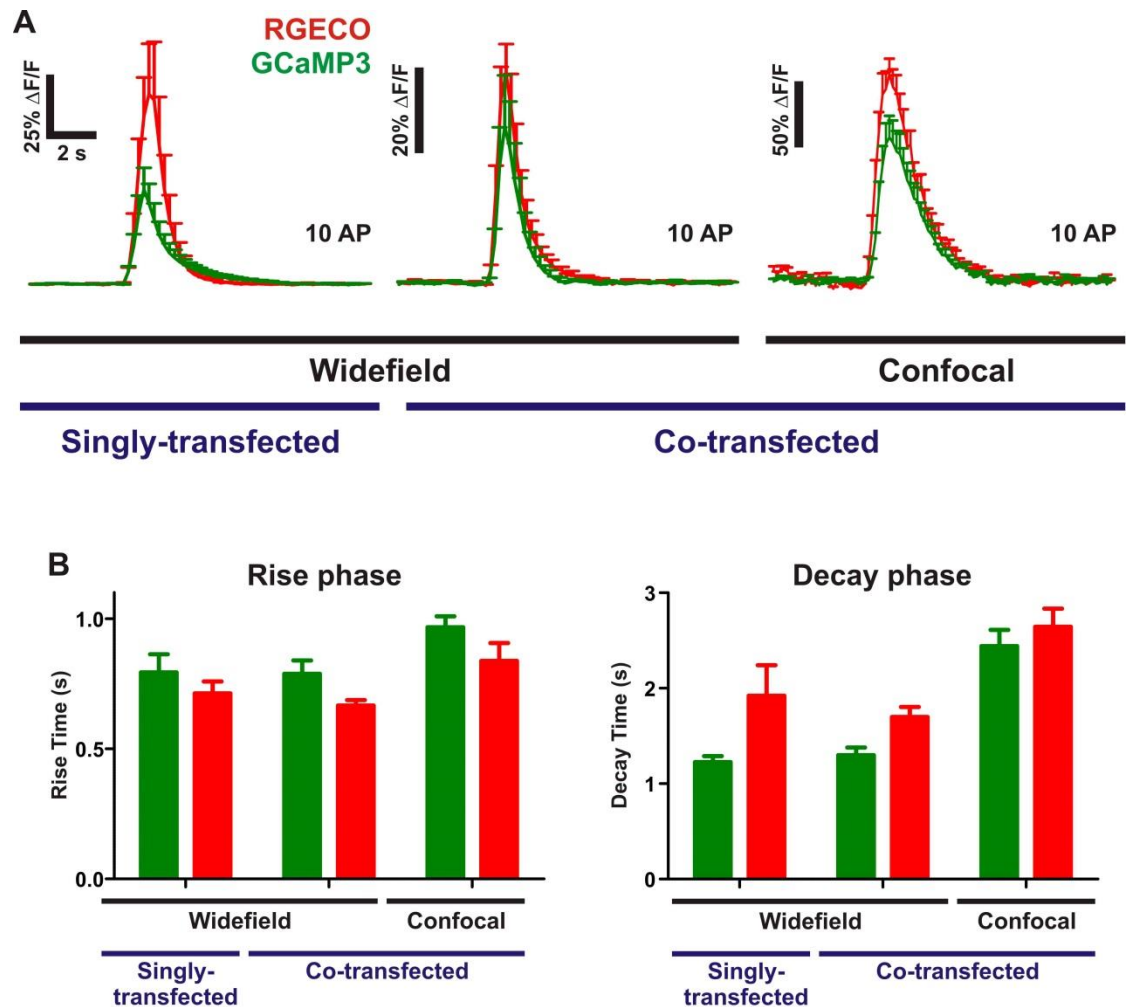 A
RGECO
GCaMP3
25% ΔF/F
2 s
10 AP
20% ΔF/F
10 AP
50% ΔF/F
10 AP
Widefield
Confocal
Singly-transfected
Co-transfected
B
Rise phase
Rise Time (s)
1.0
0.5
0.0
Widefield
Confocal
Singly-
transfected
Co-transfected
Decay phase
Decay Time (s)
3
2
1
0
Widefield
Confocal
Singly-
transfected
Co-transfected